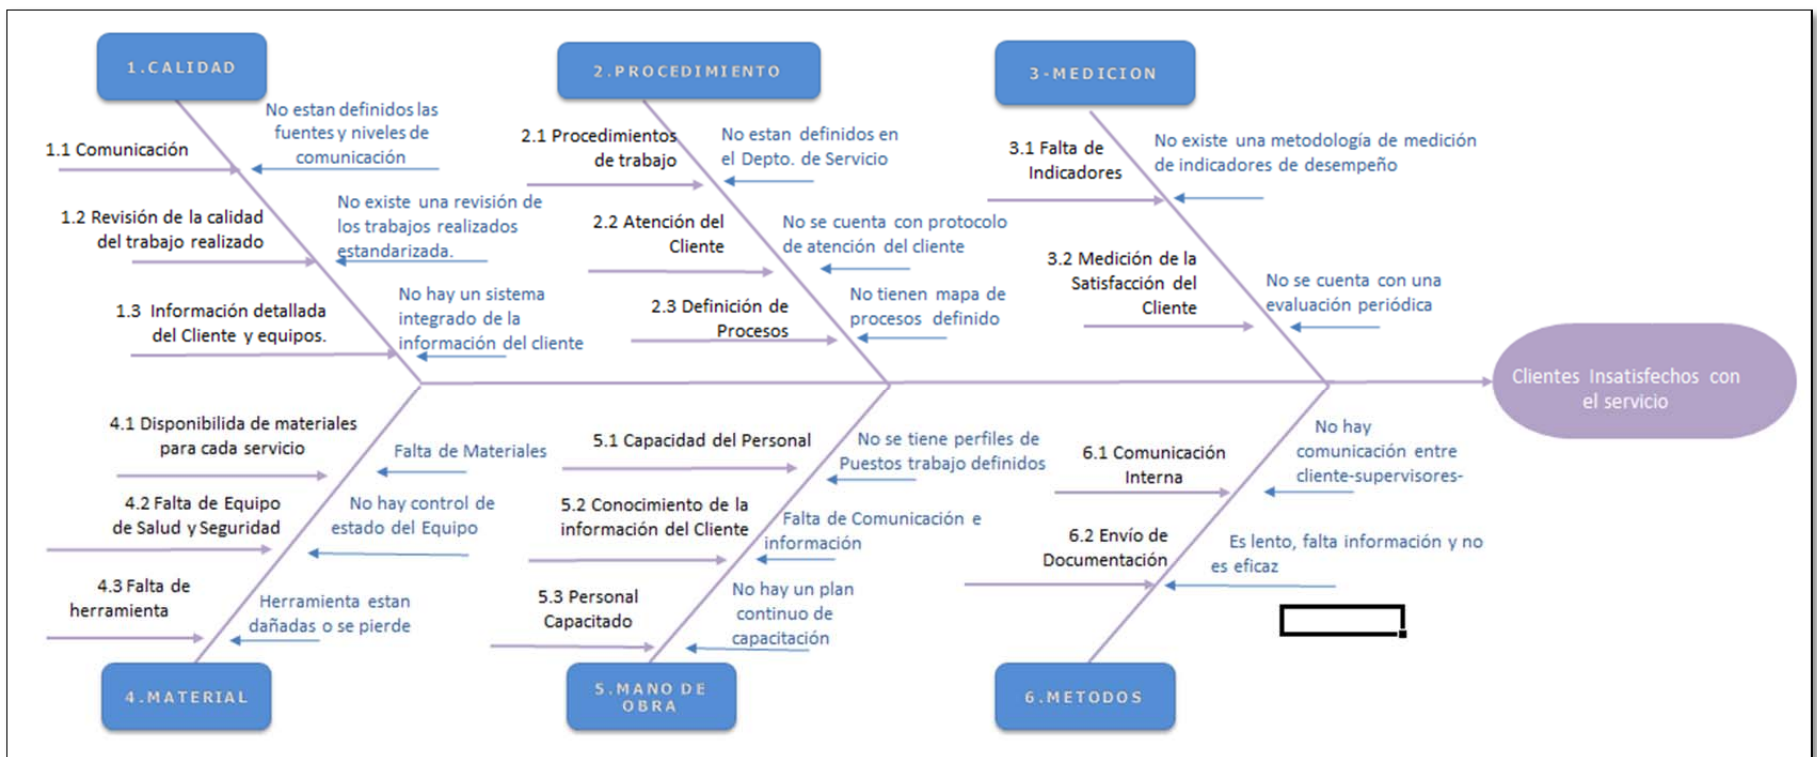 1.CALIDAD
No estan definidos las
fuentes y niveles de
comunicación
1.1 Comunicación
No existe una revisión de
los trabajos realizados
estandarizada.
1.2 Revisión de la calidad
del trabajo realizado
No hay un sistema
integrado de la
información del cliente
1.3 Información detallada
del Cliente y equipos.
2.PROCEDIMIENTO
2.1 Procedimientos
de trabajo
No estan definidos en
el Depto. de Servicio
2.2 Atención del
Cliente
No se cuenta con protocolo
de atención del cliente
2.3 Definición de
Procesos
No tienen mapa de
procesos definido
3-MEDICION
3.1 Falta de
Indicadores
No existe una metodología de medición
de indicadores de desempeño
3.2 Medición de la
Satisfacción del
Cliente
No se cuenta con una
evaluación periódica
Clientes Insatisfechos con
el servicio
4.1 Disponibilida de materiales
para cada servicio
Falta de Materiales
4.2 Falta de Equipo
de Salud y Seguridad
No hay control de
estado del Equipo
4.3 Falta de
herramienta
Herramienta estan
dañadas o se pierde
4.MATERIAL
5.1 Capacidad del Personal
No se tiene perfiles de
Puestos trabajo definidos
5.2 Conocimiento de la
información del Cliente
Falta de Comunicación e
información
5.3 Personal
Capacitado
No hay un plan
continuo de
capacitación
5.MANO DE
OBRA
6.1 Comunicación
Interna
No hay
comunicación entre
cliente-supervisores-
6.2 Envío de
Documentación
Es lento, falta información y no
es eficaz
6.METODOS